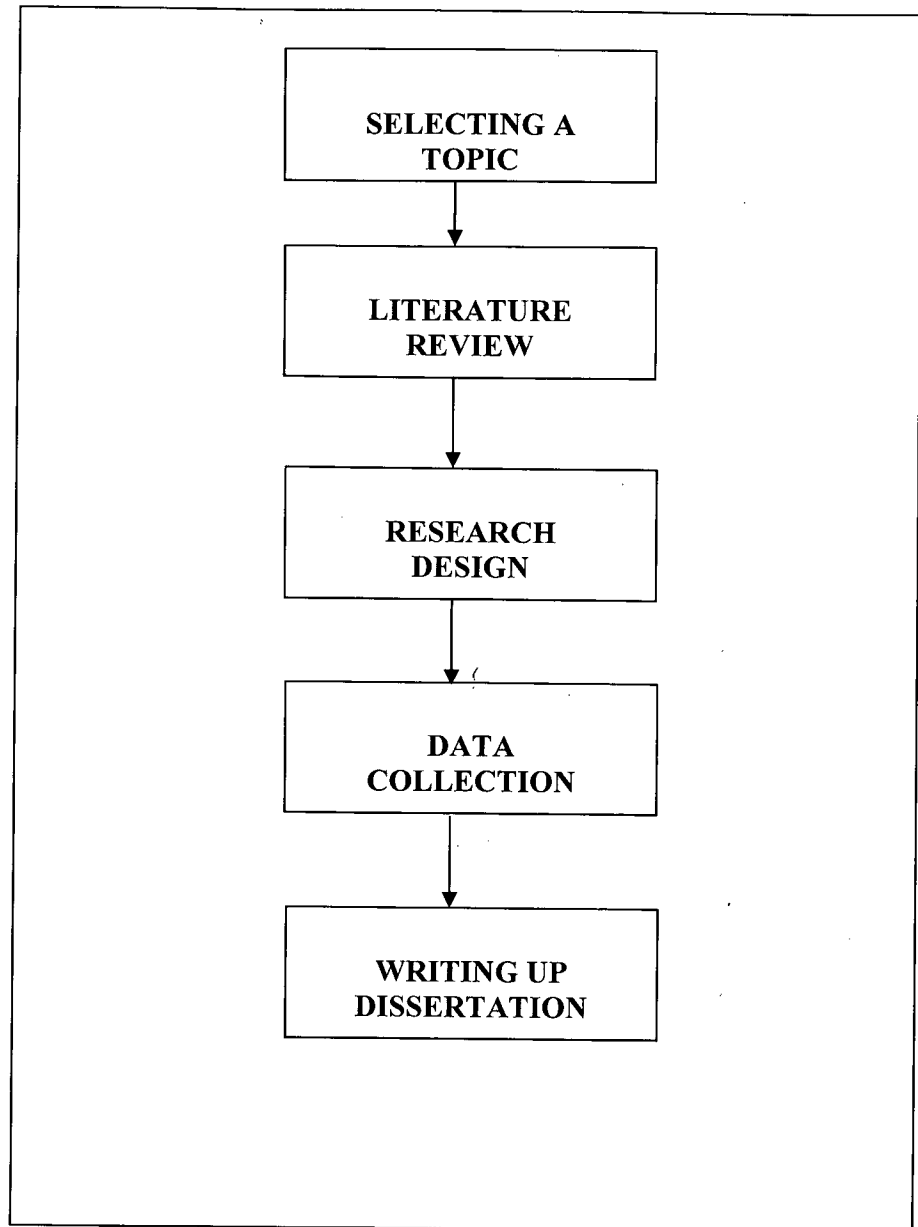 SELECTING A
TOPIC
LITERATURE
REVIEW
RESEARCH
DESIGN
DATA
COLLECTION
WRITING UP
DISSERTATION